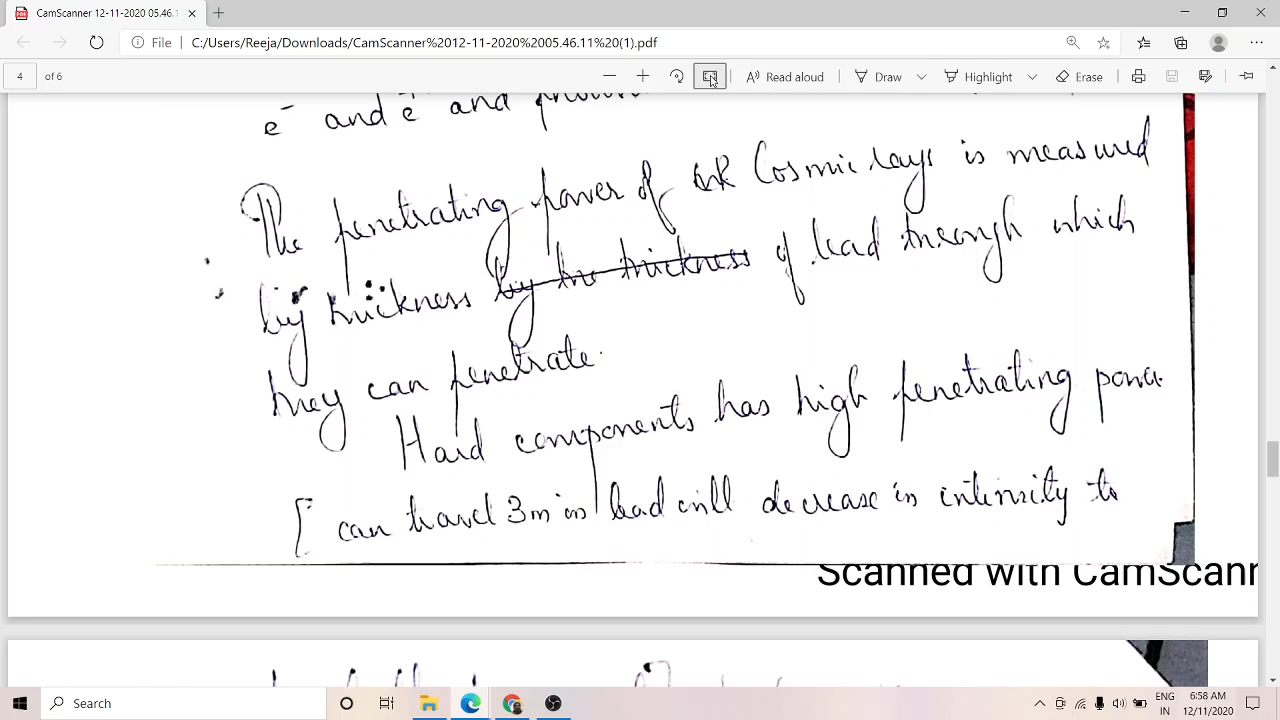 CamScanner 12-11-2020 05.46.1
File C:/Users/Reeja/Downloads/CamScanner%2012-11-2020%2005.46.11%20(1).pdf
4 of 6 Read aloud Draw Highlight Erase
e⁻ and e⁺ and
The penetrating power of Cosmic rays is measured
by thickness by the thickness of lead through which
they can penetrate.
Hard components has high penetrating power
[ can travel 3m in lead will decrease in intensity to
Scanned with CamScann
Search
ENG 6:58 AM
IN 12/11/2020